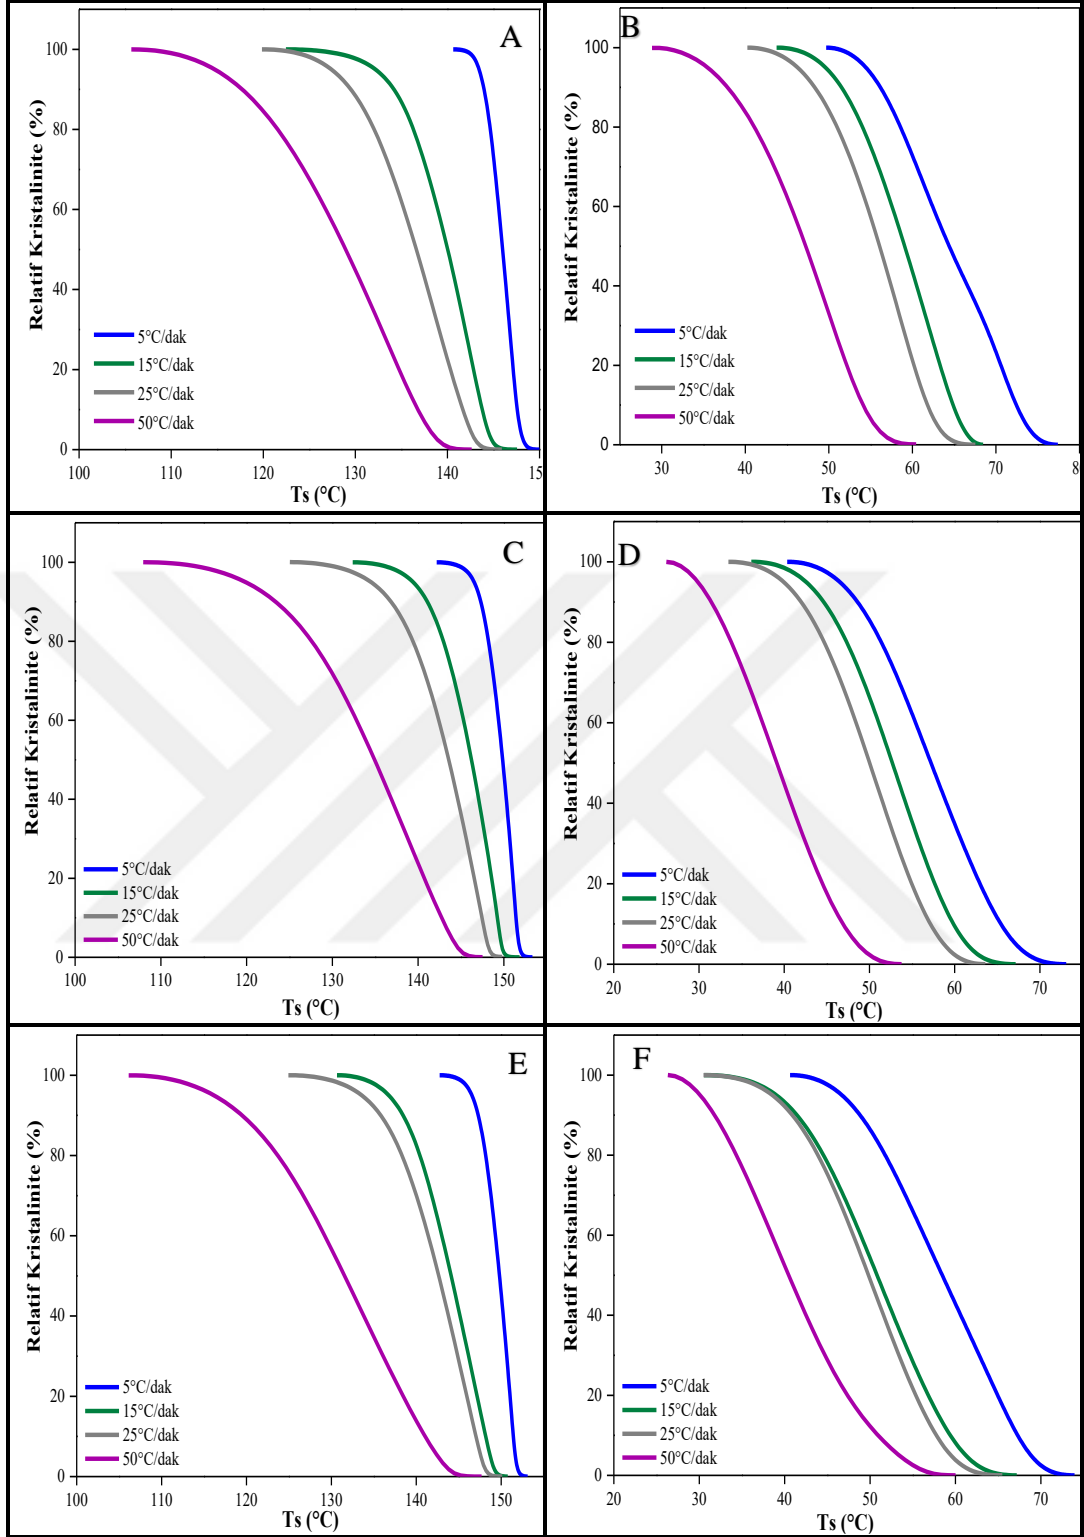 A
Relatif Kristalinite (%)
100
80
60
40
20
0
5°C/dak
15°C/dak
25°C/dak
50°C/dak
100 110 120 130 140 15
Ts (°C)
B
Relatif Kristalinite (%)
100
80
60
40
20
0
5°C/dak
15°C/dak
25°C/dak
50°C/dak
30 40 50 60 70 8
Ts (°C)
C
Relatif Kristalinite (%)
100
80
60
40
20
0
5°C/dak
15°C/dak
25°C/dak
50°C/dak
100 110 120 130 140 150
Ts (°C)
D
Relatif Kristalinite (%)
100
80
60
40
20
0
5°C/dak
15°C/dak
25°C/dak
50°C/dak
20 30 40 50 60 70
Ts (°C)
E
Relatif Kristalinite (%)
100
80
60
40
20
0
5°C/dak
15°C/dak
25°C/dak
50°C/dak
100 110 120 130 140 150
Ts (°C)
F
Relatif Kristalinite (%)
100
80
60
40
20
0
5°C/dak
15°C/dak
25°C/dak
50°C/dak
20 30 40 50 60 70
Ts (°C)